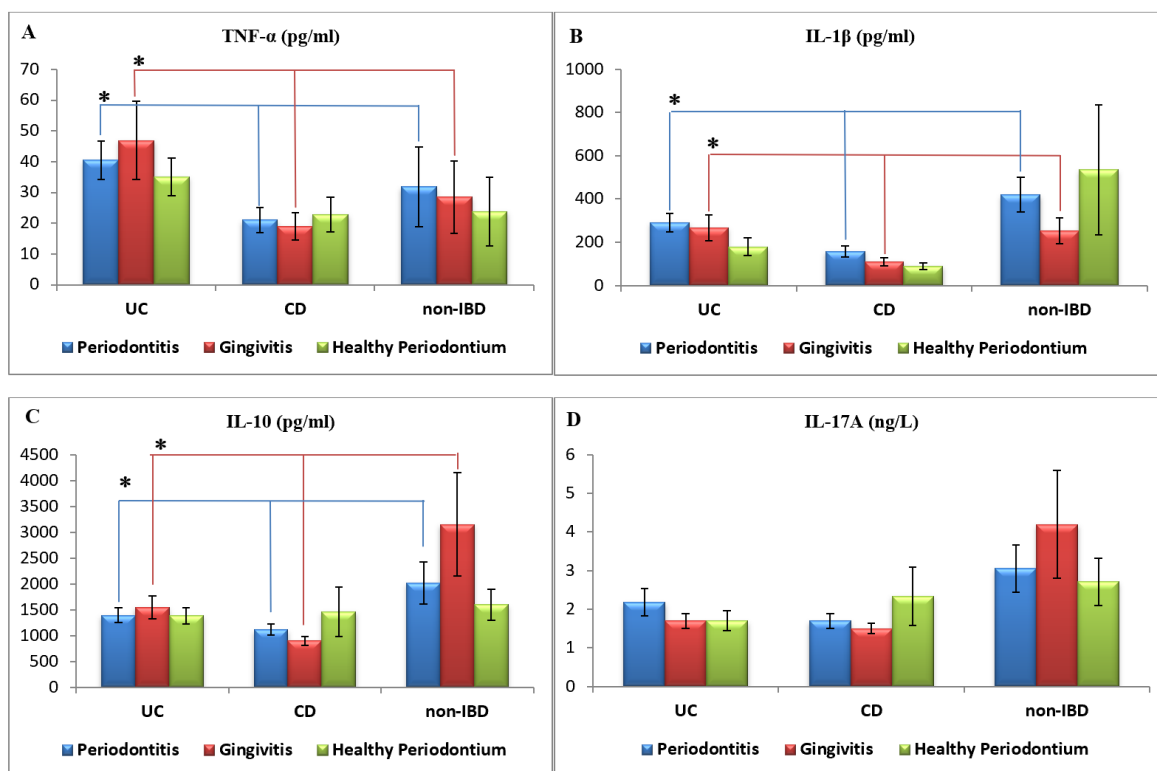 A
TNF-α (pg/ml)
70
60
50
40
30
20
10
0
*
*
UC CD non-IBD
Periodontitis Gingivitis Healthy Periodontium
B
IL-1β (pg/ml)
1000
800
600
400
200
0
*
*
UC CD non-IBD
Periodontitis Gingivitis Healthy Periodontium
C
IL-10 (pg/ml)
4500
4000
3500
3000
2500
2000
1500
1000
500
0
*
*
UC CD non-IBD
Periodontitis Gingivitis Healthy Periodontium
D
IL-17A (ng/L)
6
5
4
3
2
1
0
UC CD non-IBD
Periodontitis Gingivitis Healthy Periodontium